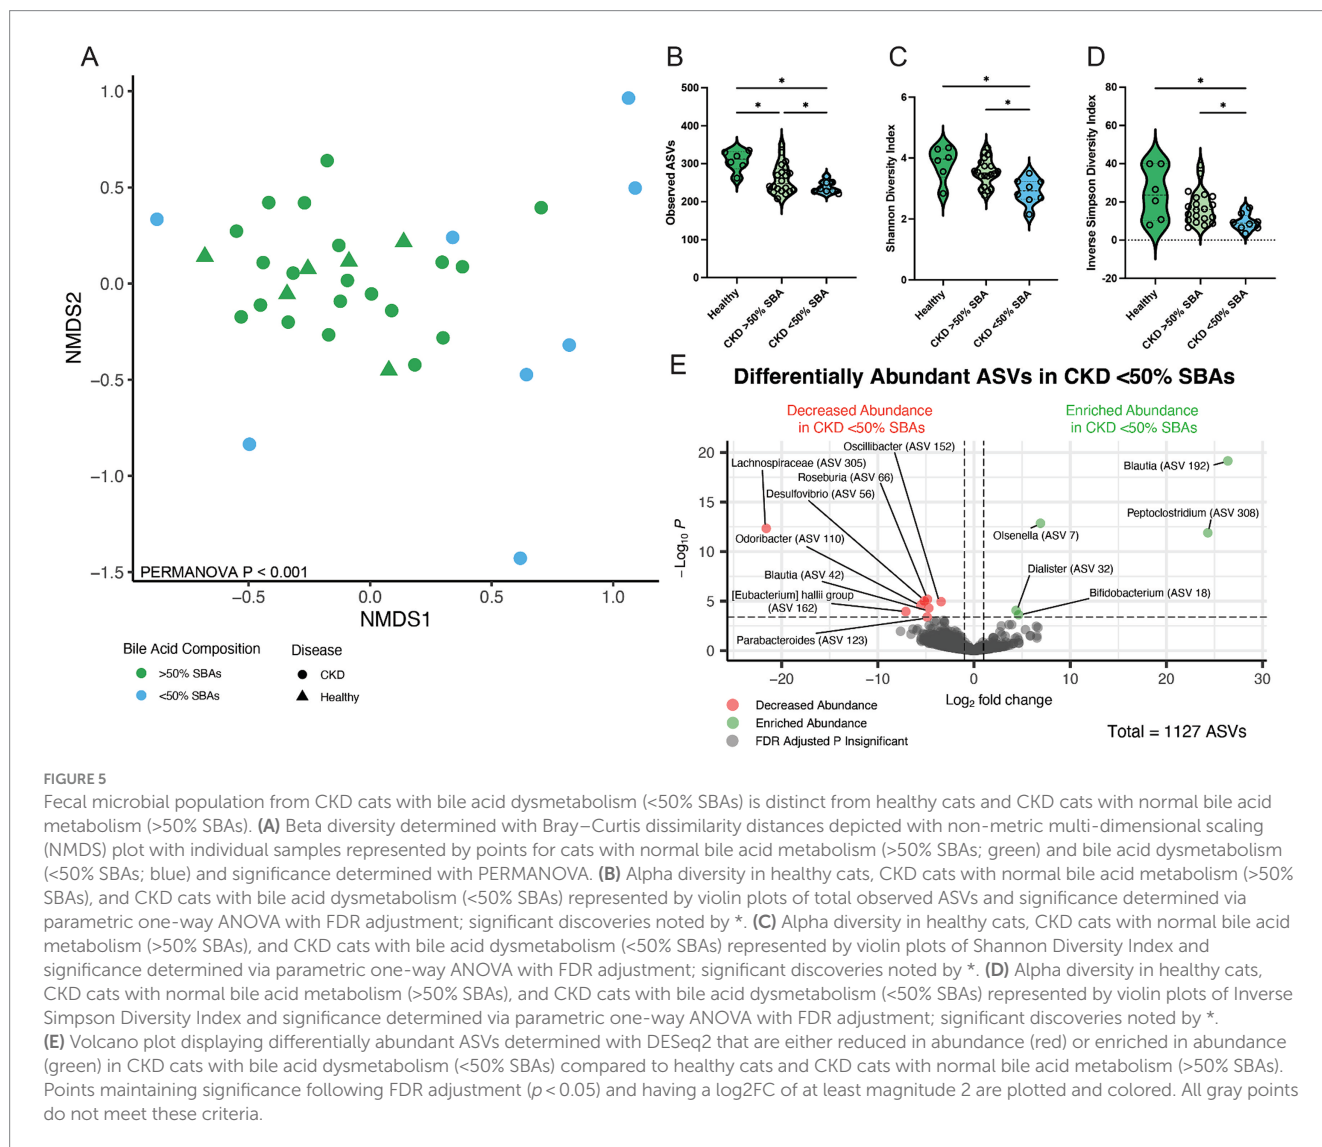 A
1.0
0.5
0.0
−0.5
−1.0
−1.5
NMDS2
PERMANOVA P < 0.001
−0.5
0.0
0.5
1.0
NMDS1
Bile Acid Composition
>50% SBAs
<50% SBAs
Disease
CKD
Healthy
B
500
400
300
200
100
0
Observed ASVs
*
* *
Healthy
CKD >50% SBA
CKD <50% SBA
C
6
4
2
0
Shannon Diversity Index
*
*
Healthy
CKD >50% SBA
CKD <50% SBA
D
80
60
40
20
0
-20
Inverse Simpson Diversity Index
*
*
Healthy
CKD >50% SBA
CKD <50% SBA
E
Differentially Abundant ASVs in CKD <50% SBAs
Decreased Abundance
in CKD <50% SBAs
Enriched Abundance
in CKD <50% SBAs
20
15
10
5
0
−Log10 P
Oscillibacter (ASV 152)
Lachnospiraceae (ASV 305)
Roseburia (ASV 66)
Desulfovibrio (ASV 56)
Odoribacter (ASV 110)
Blautia (ASV 42)
[Eubacterium] hallii group
(ASV 162)
Parabacteroides (ASV 123)
Blautia (ASV 192)
Peptoclostridium (ASV 308)
Olsenella (ASV 7)
Dialister (ASV 32)
Bifidobacterium (ASV 18)
−20
−10
0
10
20
30
Log2 fold change
Decreased Abundance
Enriched Abundance
FDR Adjusted P Insignificant
Total = 1127 ASVs
FIGURE 5
Fecal microbial population from CKD cats with bile acid dysmetabolism (<50% SBAs) is distinct from healthy cats and CKD cats with normal bile acid
metabolism (>50% SBAs). (A) Beta diversity determined with Bray–Curtis dissimilarity distances depicted with non-metric multi-dimensional scaling
(NMDS) plot with individual samples represented by points for cats with normal bile acid metabolism (>50% SBAs; green) and bile acid dysmetabolism
(<50% SBAs; blue) and significance determined with PERMANOVA. (B) Alpha diversity in healthy cats, CKD cats with normal bile acid metabolism (>50%
SBAs), and CKD cats with bile acid dysmetabolism (<50% SBAs) represented by violin plots of total observed ASVs and significance determined via
parametric one-way ANOVA with FDR adjustment; significant discoveries noted by *. (C) Alpha diversity in healthy cats, CKD cats with normal bile acid
metabolism (>50% SBAs), and CKD cats with bile acid dysmetabolism (<50% SBAs) represented by violin plots of Shannon Diversity Index and
significance determined via parametric one-way ANOVA with FDR adjustment; significant discoveries noted by *. (D) Alpha diversity in healthy cats,
CKD cats with normal bile acid metabolism (>50% SBAs), and CKD cats with bile acid dysmetabolism (<50% SBAs) represented by violin plots of Inverse
Simpson Diversity Index and significance determined via parametric one-way ANOVA with FDR adjustment; significant discoveries noted by *.
(E) Volcano plot displaying differentially abundant ASVs determined with DESeq2 that are either reduced in abundance (red) or enriched in abundance
(green) in CKD cats with bile acid dysmetabolism (<50% SBAs) compared to healthy cats and CKD cats with normal bile acid metabolism (>50% SBAs).
Points maintaining significance following FDR adjustment (p < 0.05) and having a log2FC of at least magnitude 2 are plotted and colored. All gray points
do not meet these criteria.